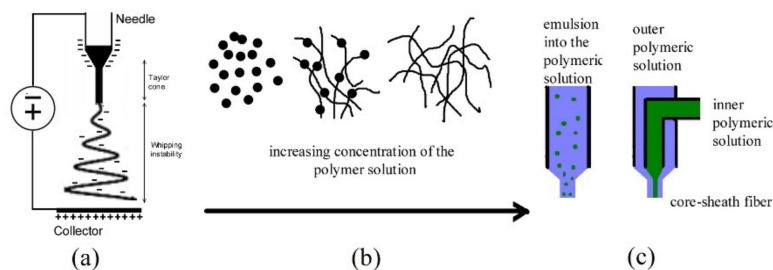 Needle
Taylor
cone
Whipping
instability
Collector
(a)
increasing concentration of the
polymer solution
(b)
emulsion
into the
polymeric
solution
outer
polymeric
solution
inner
polymeric
solution
core-sheath fiber
(c)